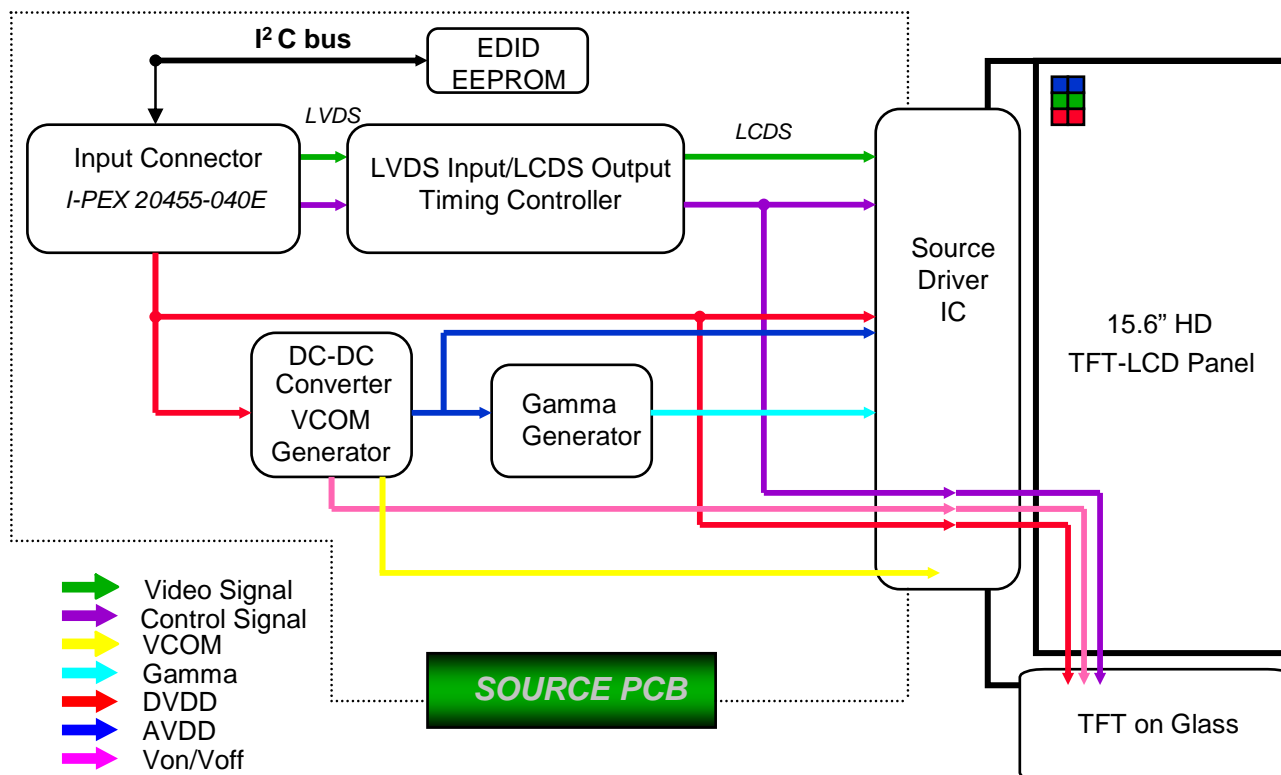 I² C bus
EDID
EEPROM
LVDS
LCDS
Input Connector
I-PEX 20455-040E
LVDS Input/LCDS Output
Timing Controller
Source
Driver
IC
15.6” HD
TFT-LCD Panel
DC-DC
Converter
VCOM
Generator
Gamma
Generator
Video Signal
Control Signal
VCOM
Gamma
DVDD
AVDD
Von/Voff
SOURCE PCB
TFT on Glass